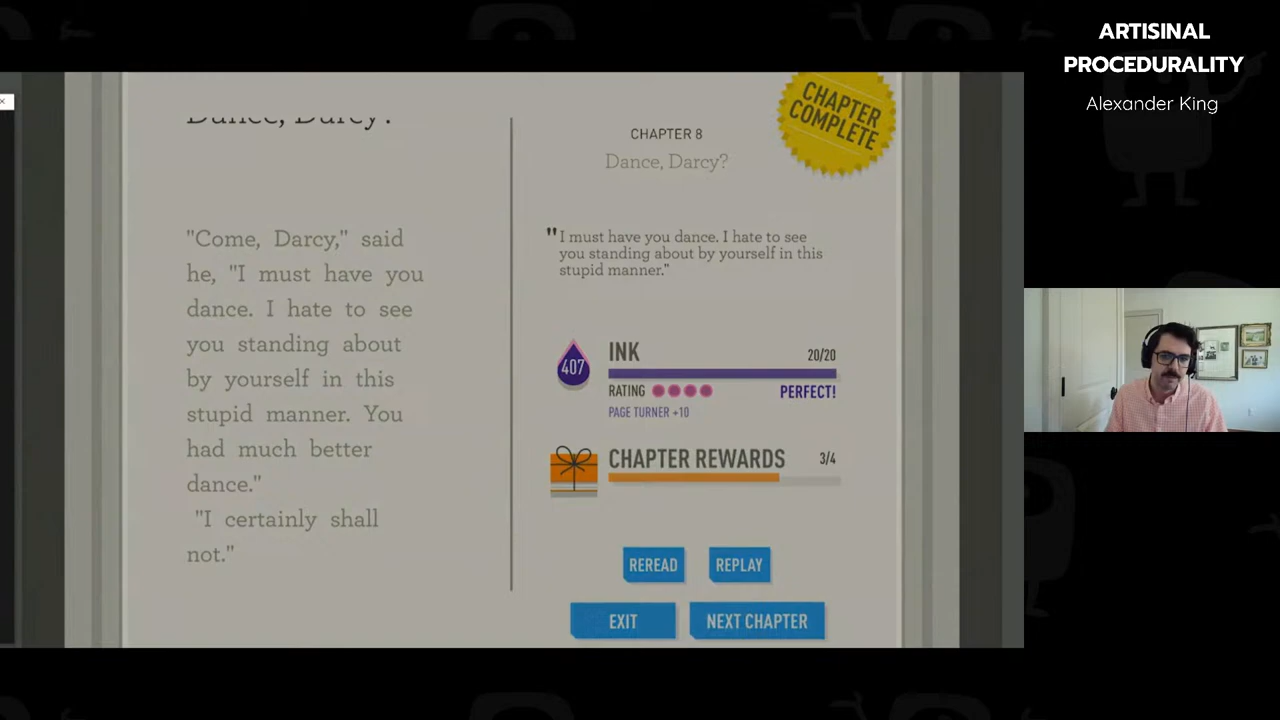 ARTISINAL
PROCEDURALITY
Alexander King
Dance, Darcy?
"Come, Darcy," said
he, "I must have you
dance. I hate to see
you standing about
by yourself in this
stupid manner. You
had much better
dance."
"I certainly shall
not."
CHAPTER COMPLETE
CHAPTER 8
Dance, Darcy?
"I must have you dance. I hate to see
you standing about by yourself in this
stupid manner."
407
INK 20/20
RATING PERFECT!
PAGE TURNER +10
CHAPTER REWARDS 3/4
REREAD REPLAY
EXIT NEXT CHAPTER